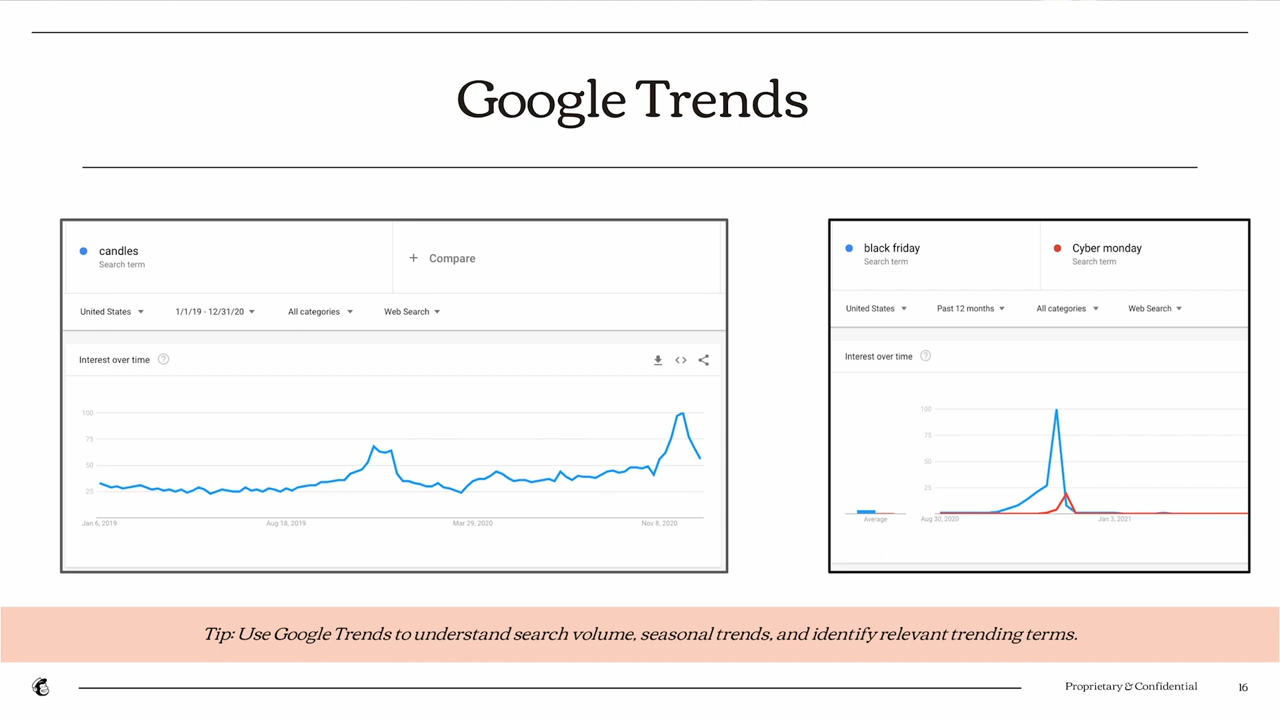 Google Trends
candles
Search term
+ Compare
United States
1/1/19 - 12/31/20
All categories
Web Search
Interest over time
?
100
75
50
25
Jan 6, 2019
Aug 18, 2019
Mar 29, 2020
Nov 8, 2020
black friday
Search term
Cyber monday
Search term
United States
Past 12 months
All categories
Web Search
Interest over time
?
100
75
50
25
Average
Aug 30, 2020
Jan 3, 2021
Tip: Use Google Trends to understand search volume, seasonal trends, and identify relevant trending terms.
Proprietary & Confidential
16